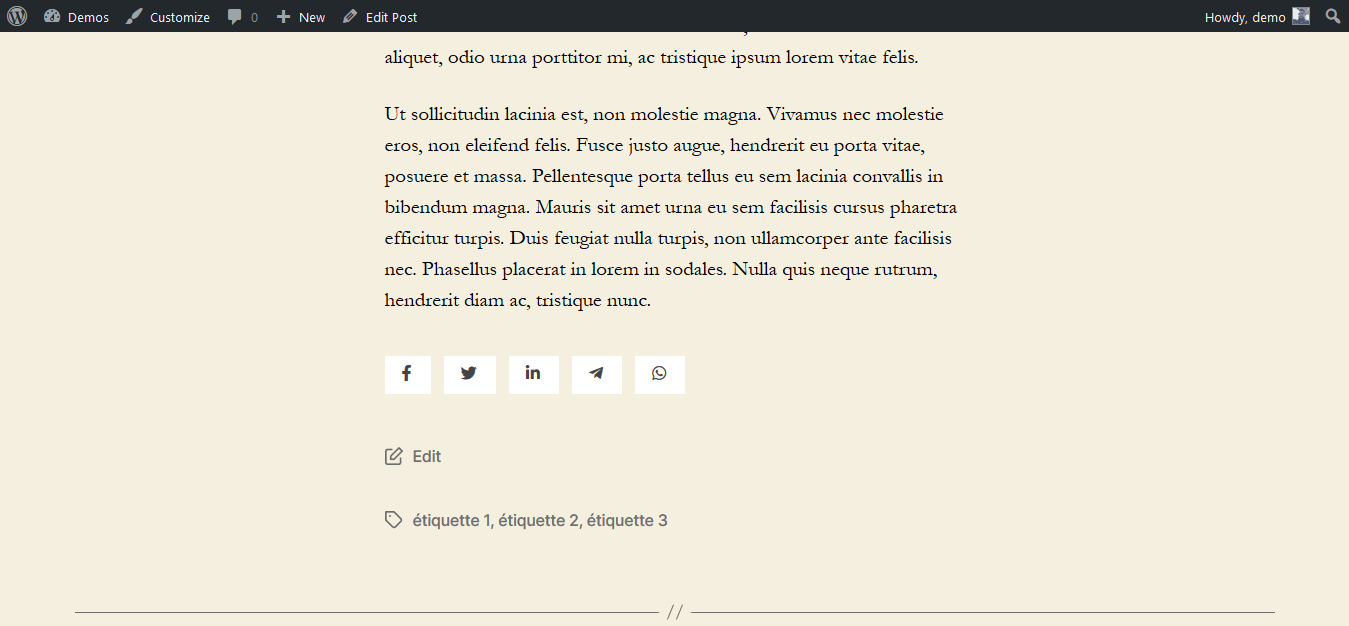 Demos Customize 0 New Edit Post Howdy, demo
aliquet, odio urna porttitor mi, ac tristique ipsum lorem vitae felis.
Ut sollicitudin lacinia est, non molestie magna. Vivamus nec molestie
eros, non eleifend felis. Fusce justo augue, hendrerit eu porta vitae,
posuere et massa. Pellentesque porta tellus eu sem lacinia convallis in
bibendum magna. Mauris sit amet urna eu sem facilisis cursus pharetra
efficitur turpis. Duis feugiat nulla turpis, non ullamcorper ante facilisis
nec. Phasellus placerat in lorem in sodales. Nulla quis neque rutrum,
hendrerit diam ac, tristique nunc.
Edit
étiquette 1, étiquette 2, étiquette 3
//